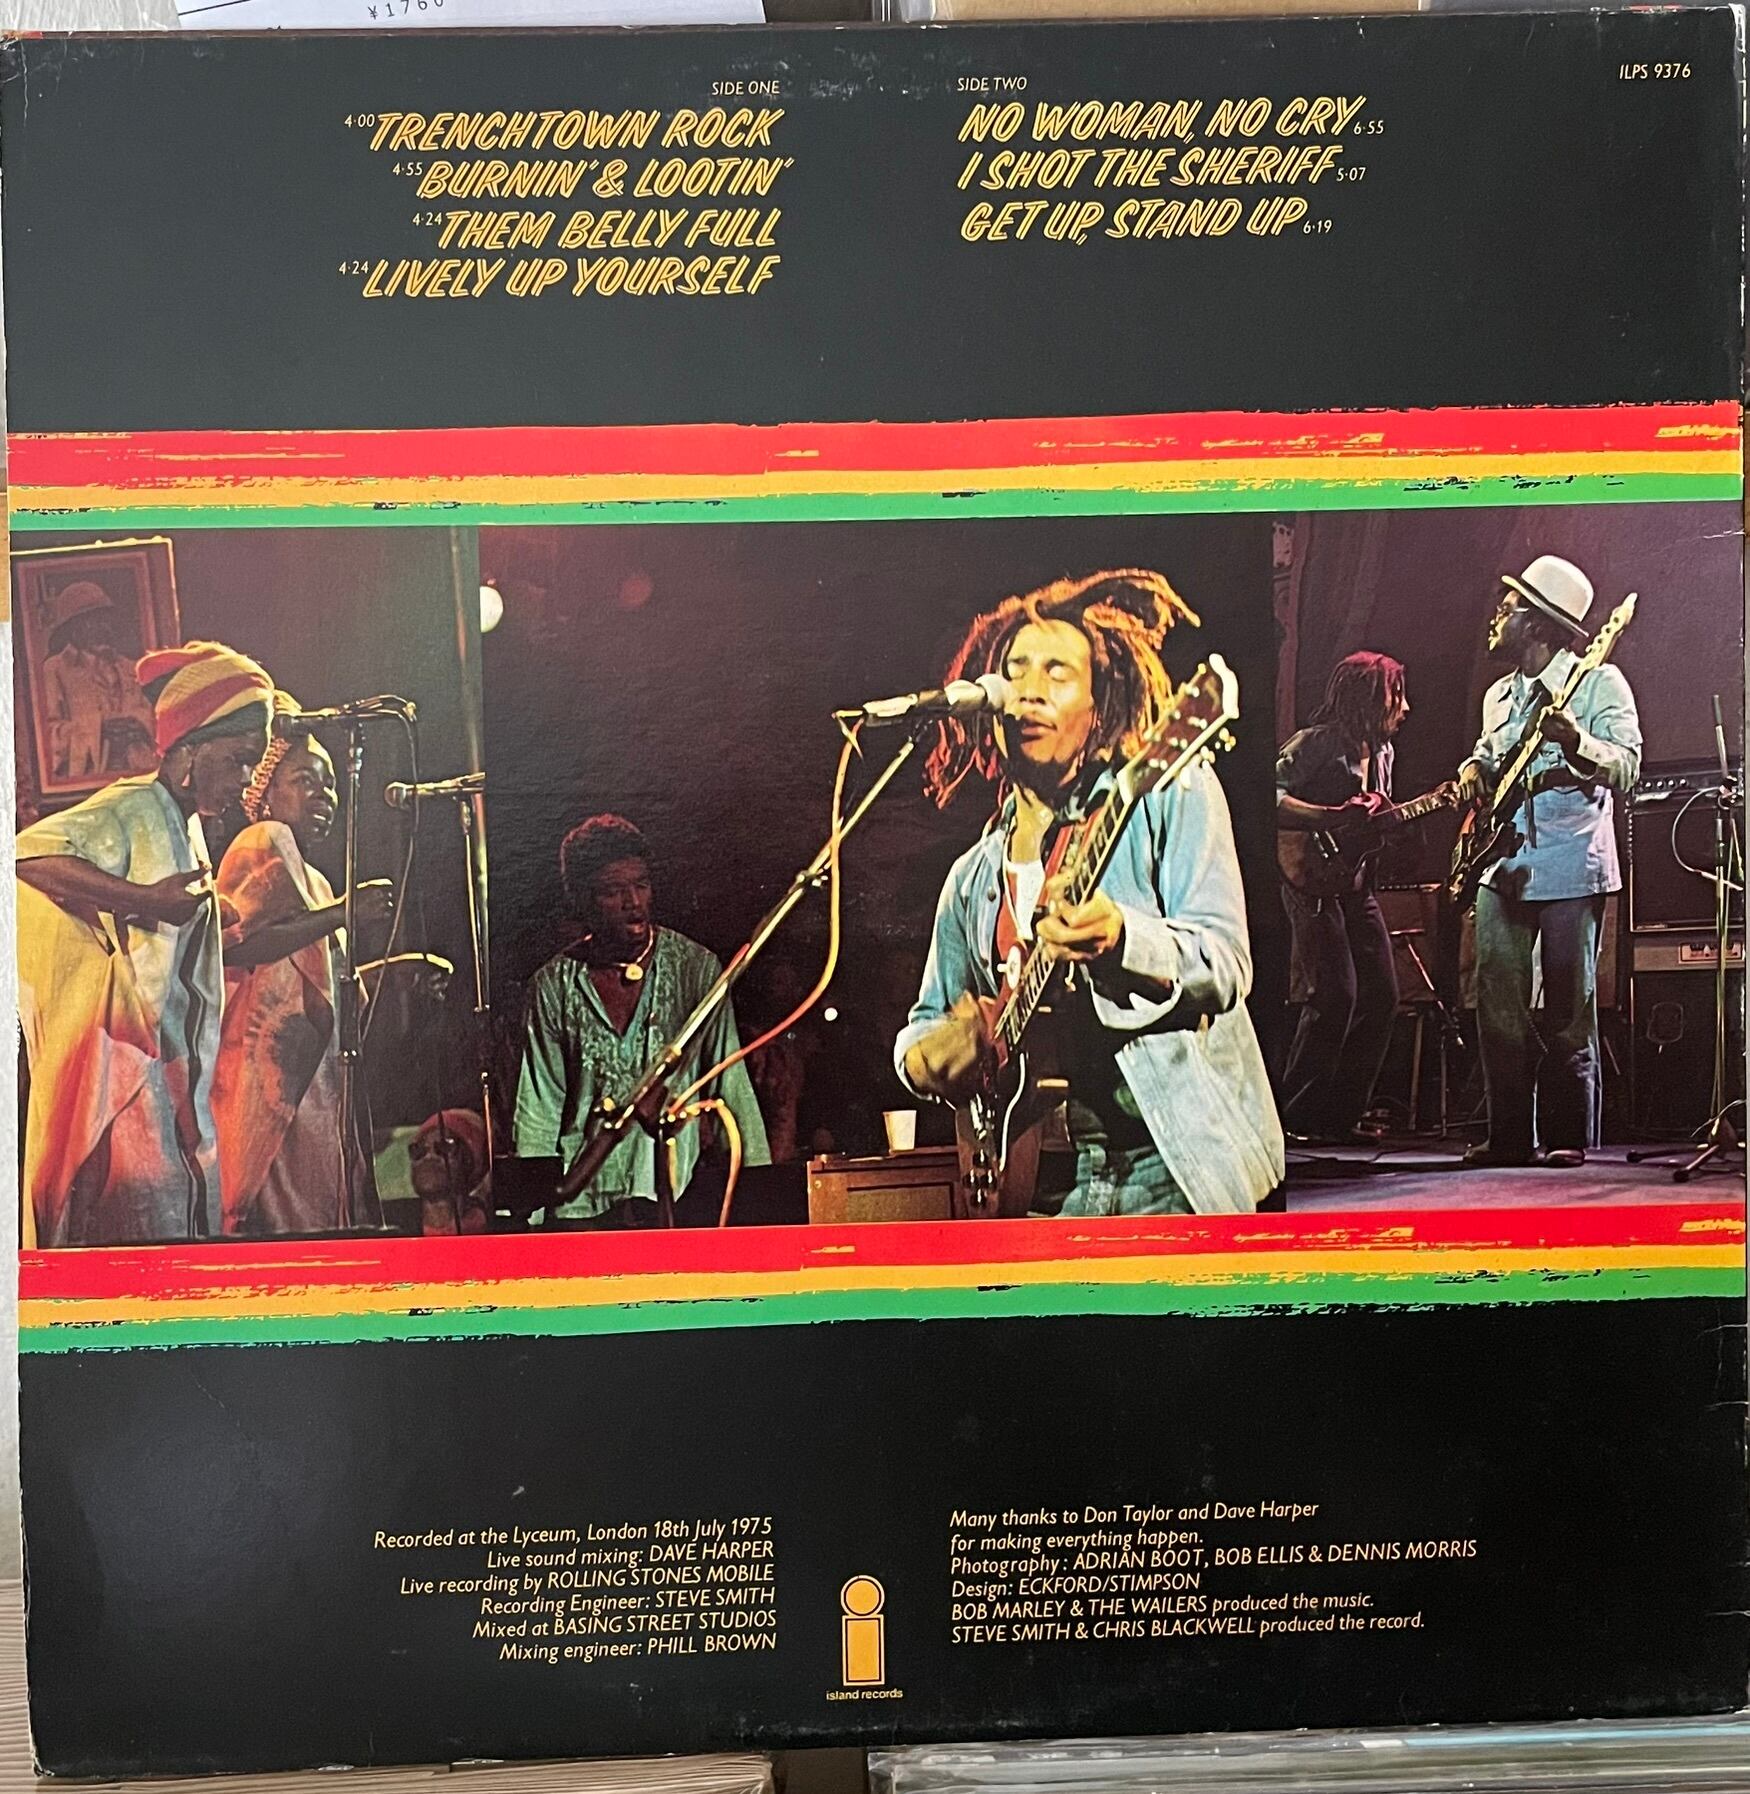 ¥1760
SIDE ONE
4·00 TRENCHTOWN ROCK
4·55 BURNIN' & LOOTIN'
4·24 THEM BELLY FULL
4·24 LIVELY UP YOURSELF
SIDE TWO
NO WOMAN, NO CRY 6·55
I SHOT THE SHERIFF 5·07
GET UP, STAND UP 6·19
ILPS 9376
Recorded at the Lyceum, London 18th July 1975
Live sound mixing: DAVE HARPER
Live recording by ROLLING STONES MOBILE
Recording Engineer: STEVE SMITH
Mixed at BASING STREET STUDIOS
Mixing engineer: PHILL BROWN
island records
Many thanks to Don Taylor and Dave Harper
for making everything happen.
Photography: ADRIAN BOOT, BOB ELLIS & DENNIS MORRIS
Design: ECKFORD/STIMPSON
BOB MARLEY & THE WAILERS produced the music.
STEVE SMITH & CHRIS BLACKWELL produced the record.